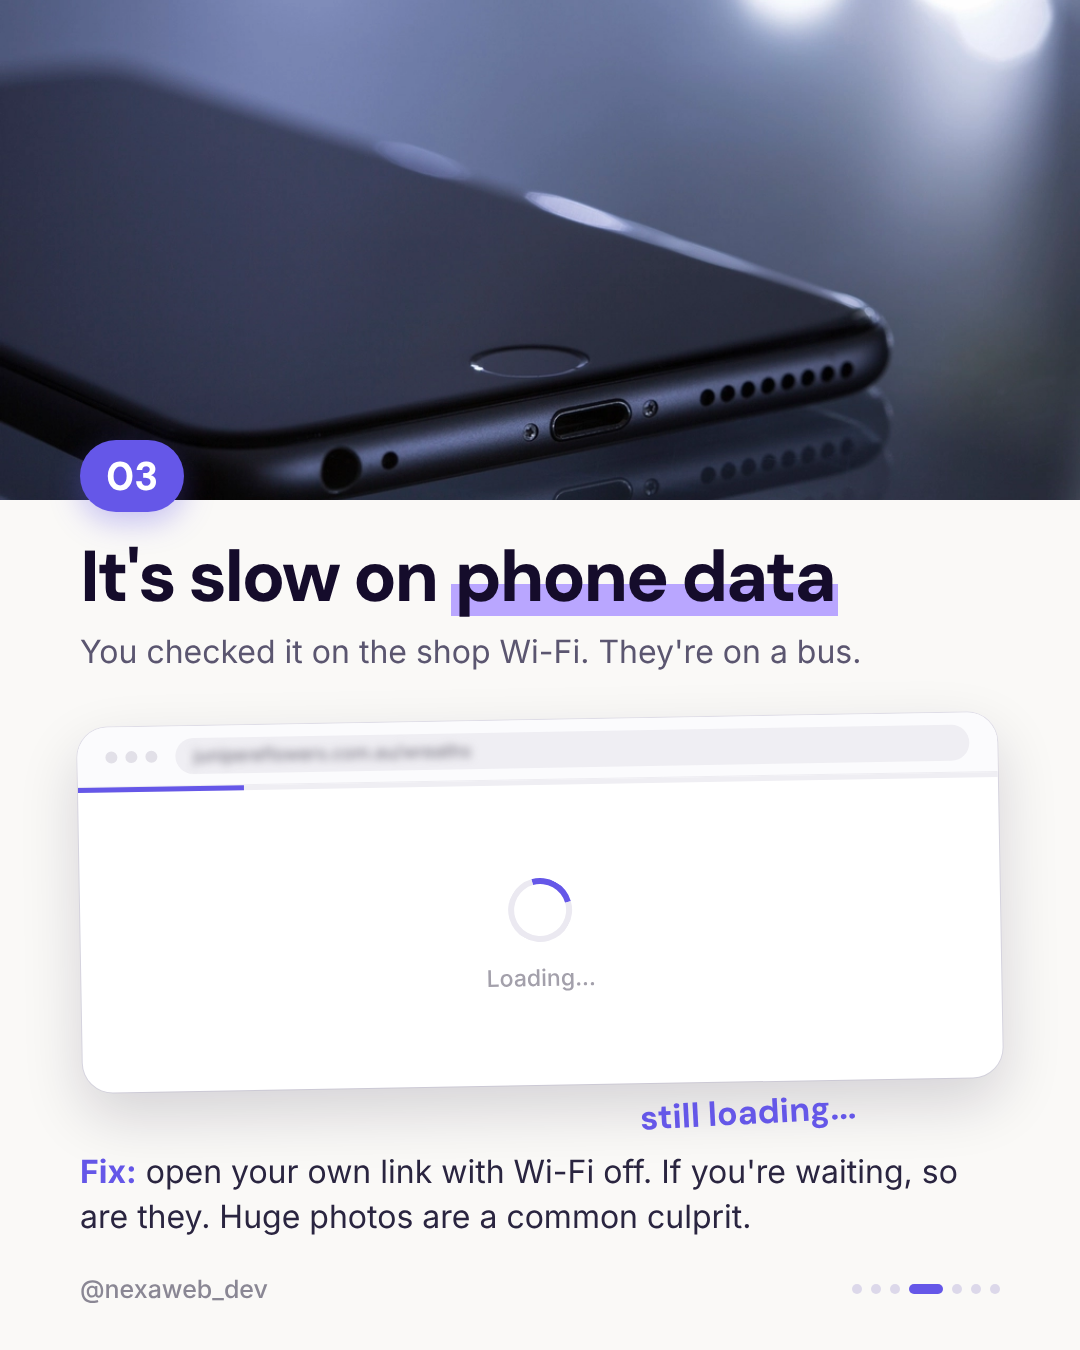 03
It's slow on phone data
You checked it on the shop Wi-Fi. They're on a bus.
Loading...
still loading...
Fix: open your own link with Wi-Fi off. If you're waiting, so
are they. Huge photos are a common culprit.
@nexaweb_dev